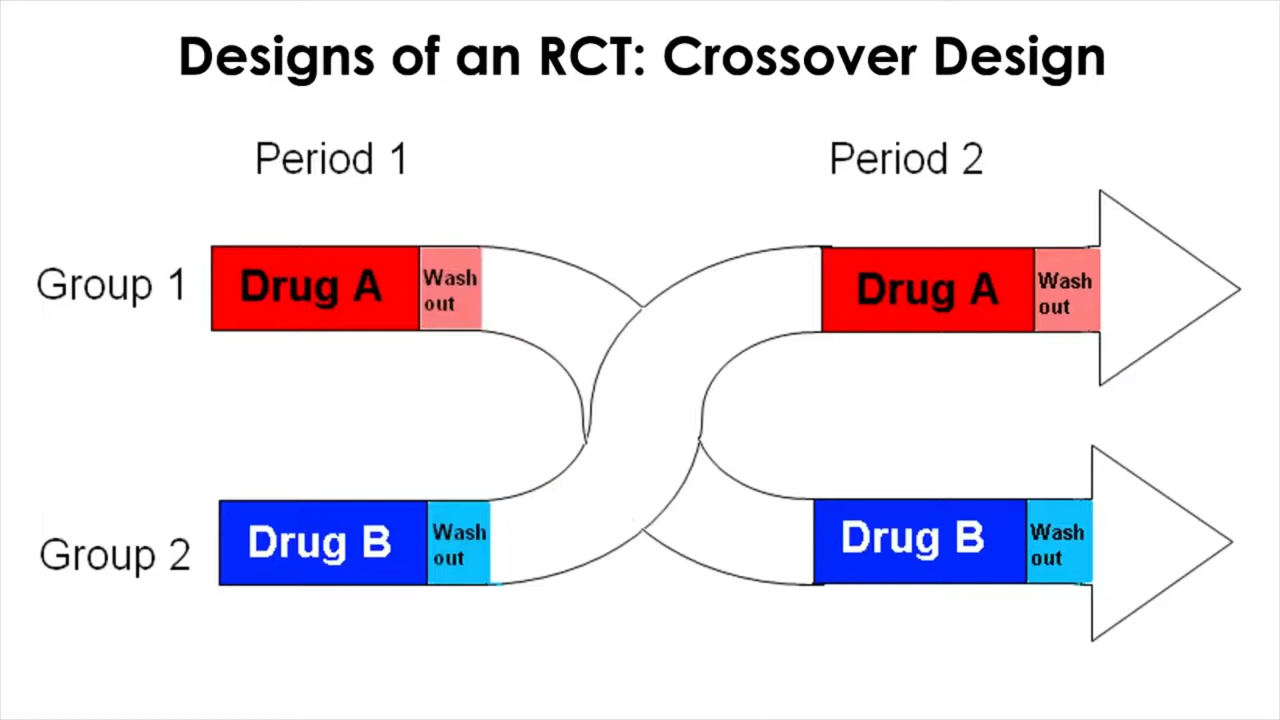 Designs of an RCT: Crossover Design
Period 1
Period 2
Group 1
Drug A
Wash
out
Drug A
Wash
out
Group 2
Drug B
Wash
out
Drug B
Wash
out